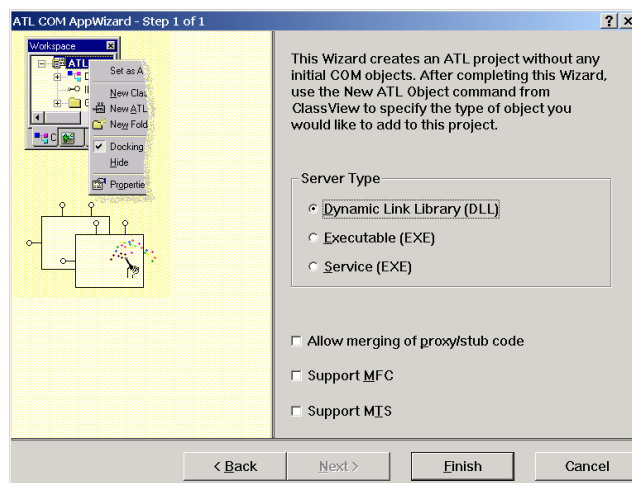 ATL COM AppWizard - Step 1 of 1
Workspace
ATL
Set as A
New Clas
New ATL
New Fold
Docking
Hide
Propertie
This Wizard creates an ATL project without any
initial COM objects. After completing this Wizard,
use the New ATL Object command from
ClassView to specify the type of object you
would like to add to this project.
Server Type
Dynamic Link Library (DLL)
Executable (EXE)
Service (EXE)
Allow merging of proxy/stub code
Support MFC
Support MTS
< Back
Next >
Finish
Cancel